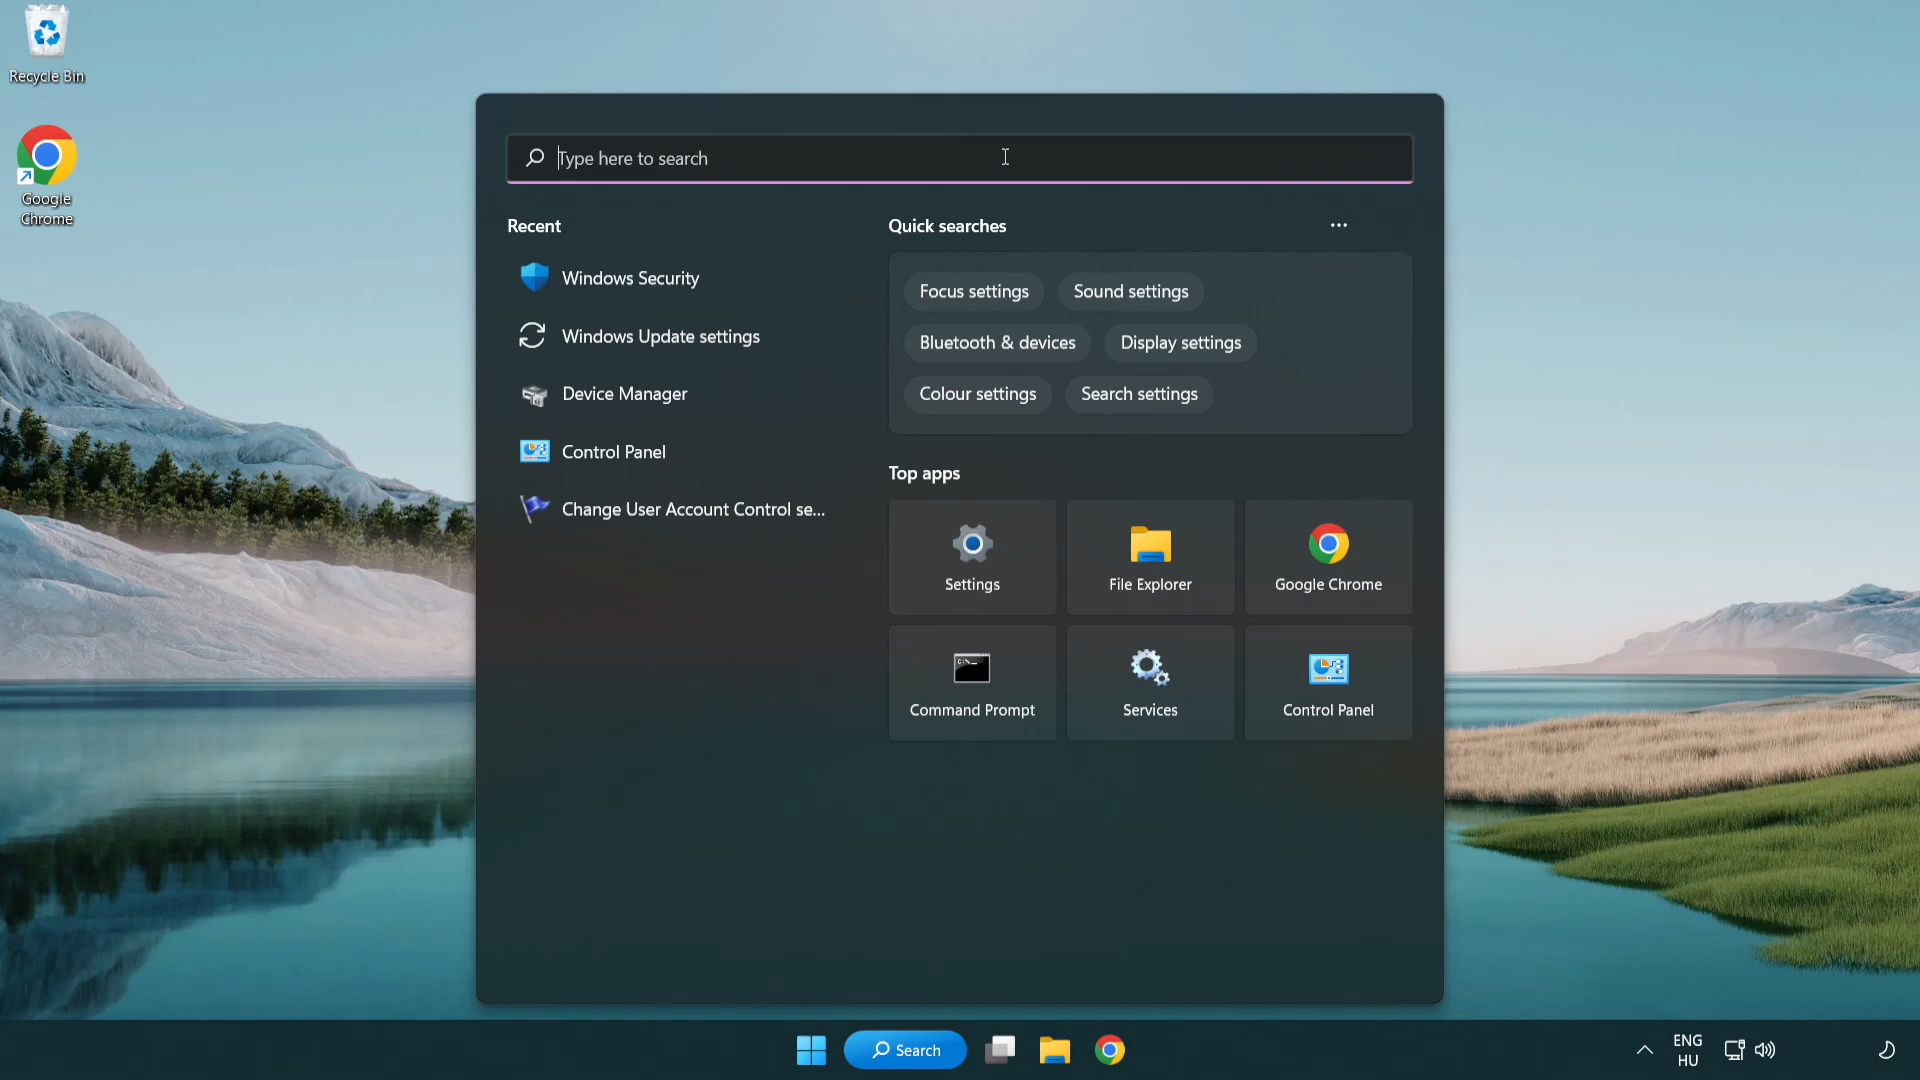 Recycle Bin
Google
Chrome
Type here to search
Recent
Windows Security
Windows Update settings
Device Manager
Control Panel
Change User Account Control se...
Quick searches
Focus settings
Sound settings
Bluetooth & devices
Display settings
Colour settings
Search settings
Top apps
Settings
File Explorer
Google Chrome
Command Prompt
Services
Control Panel
Search
ENG
HU